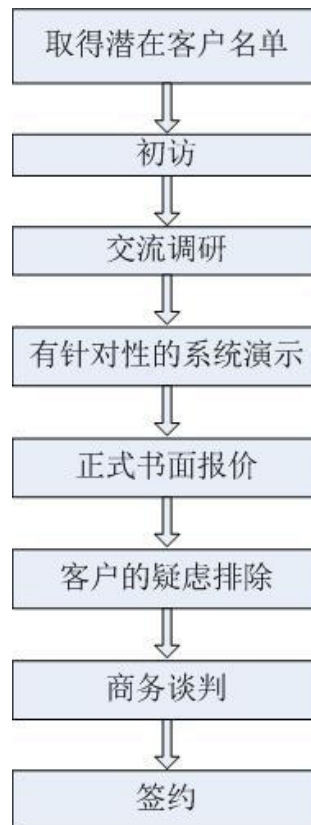 取得潜在客户名单
初访
交流调研
有针对性的系统演示
正式书面报价
客户的疑虑排除
商务谈判
签约